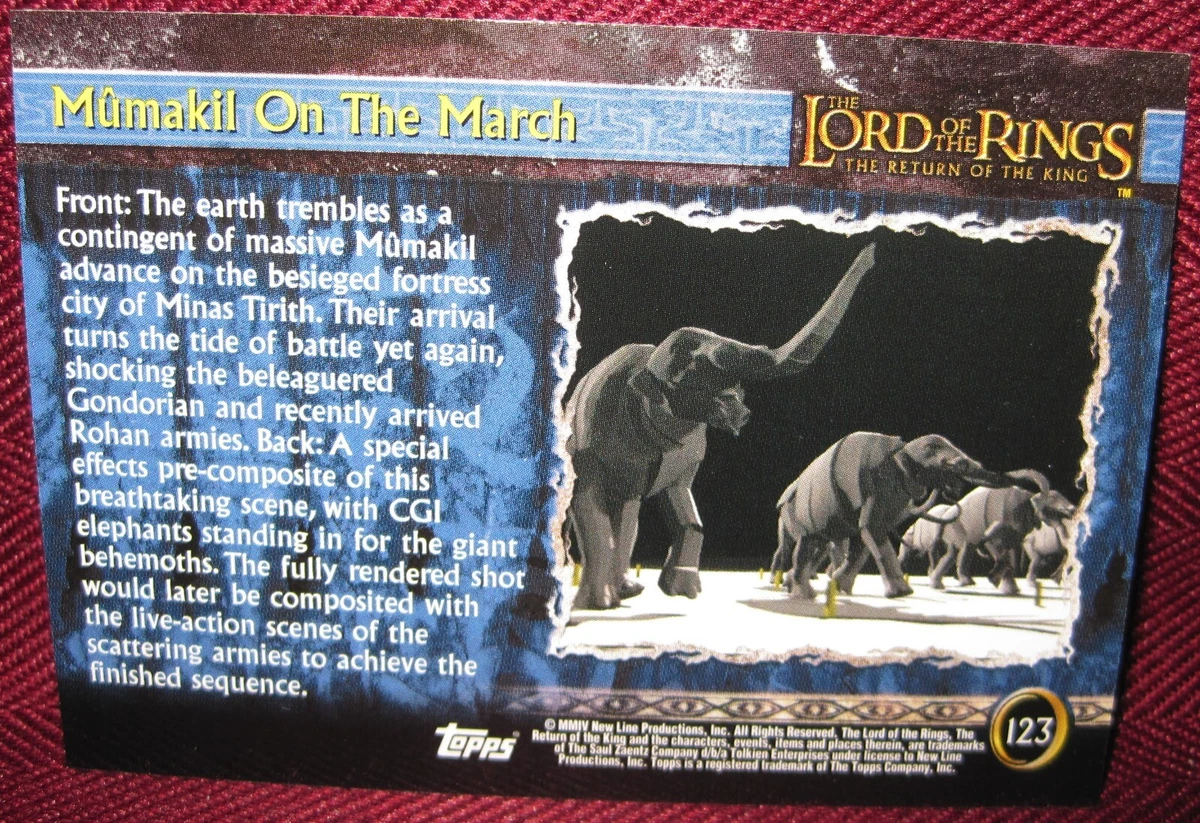 Mûmakil On The March
THE
LORD OF THE RINGS
THE RETURN OF THE KING
TM
Front: The earth trembles as a
contingent of massive Mûmakil
advance on the besieged fortress
city of Minas Tirith. Their arrival
turns the tide of battle yet again,
shocking the beleaguered
Gondorian and recently arrived
Rohan armies. Back: A special
effects pre-composite of this
breathtaking scene, with CGI
elephants standing in for the giant
behemoths. The fully rendered shot
would later be composited with
the live-action scenes of the
scattering armies to achieve the
finished sequence.
topps®
© MMIV New Line Productions, Inc. All Rights Reserved. The Lord of the Rings, The
Return of the King and the characters, events, items and places therein, are trademarks
of The Saul Zaentz Company d/b/a Tolkien Enterprises under license to New Line
Productions, Inc. Topps is a registered trademark of The Topps Company, Inc.
123